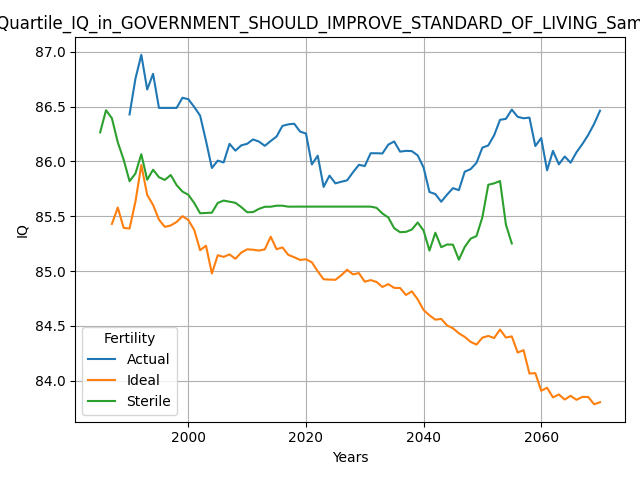 Quartile_IQ_in_GOVERNMENT_SHOULD_IMPROVE_STANDARD_OF_LIVING_Sam
87.0
86.5
86.0
85.5
85.0
84.5
84.0
IQ
Fertility
Actual
Ideal
Sterile
2000
2020
2040
2060
Years